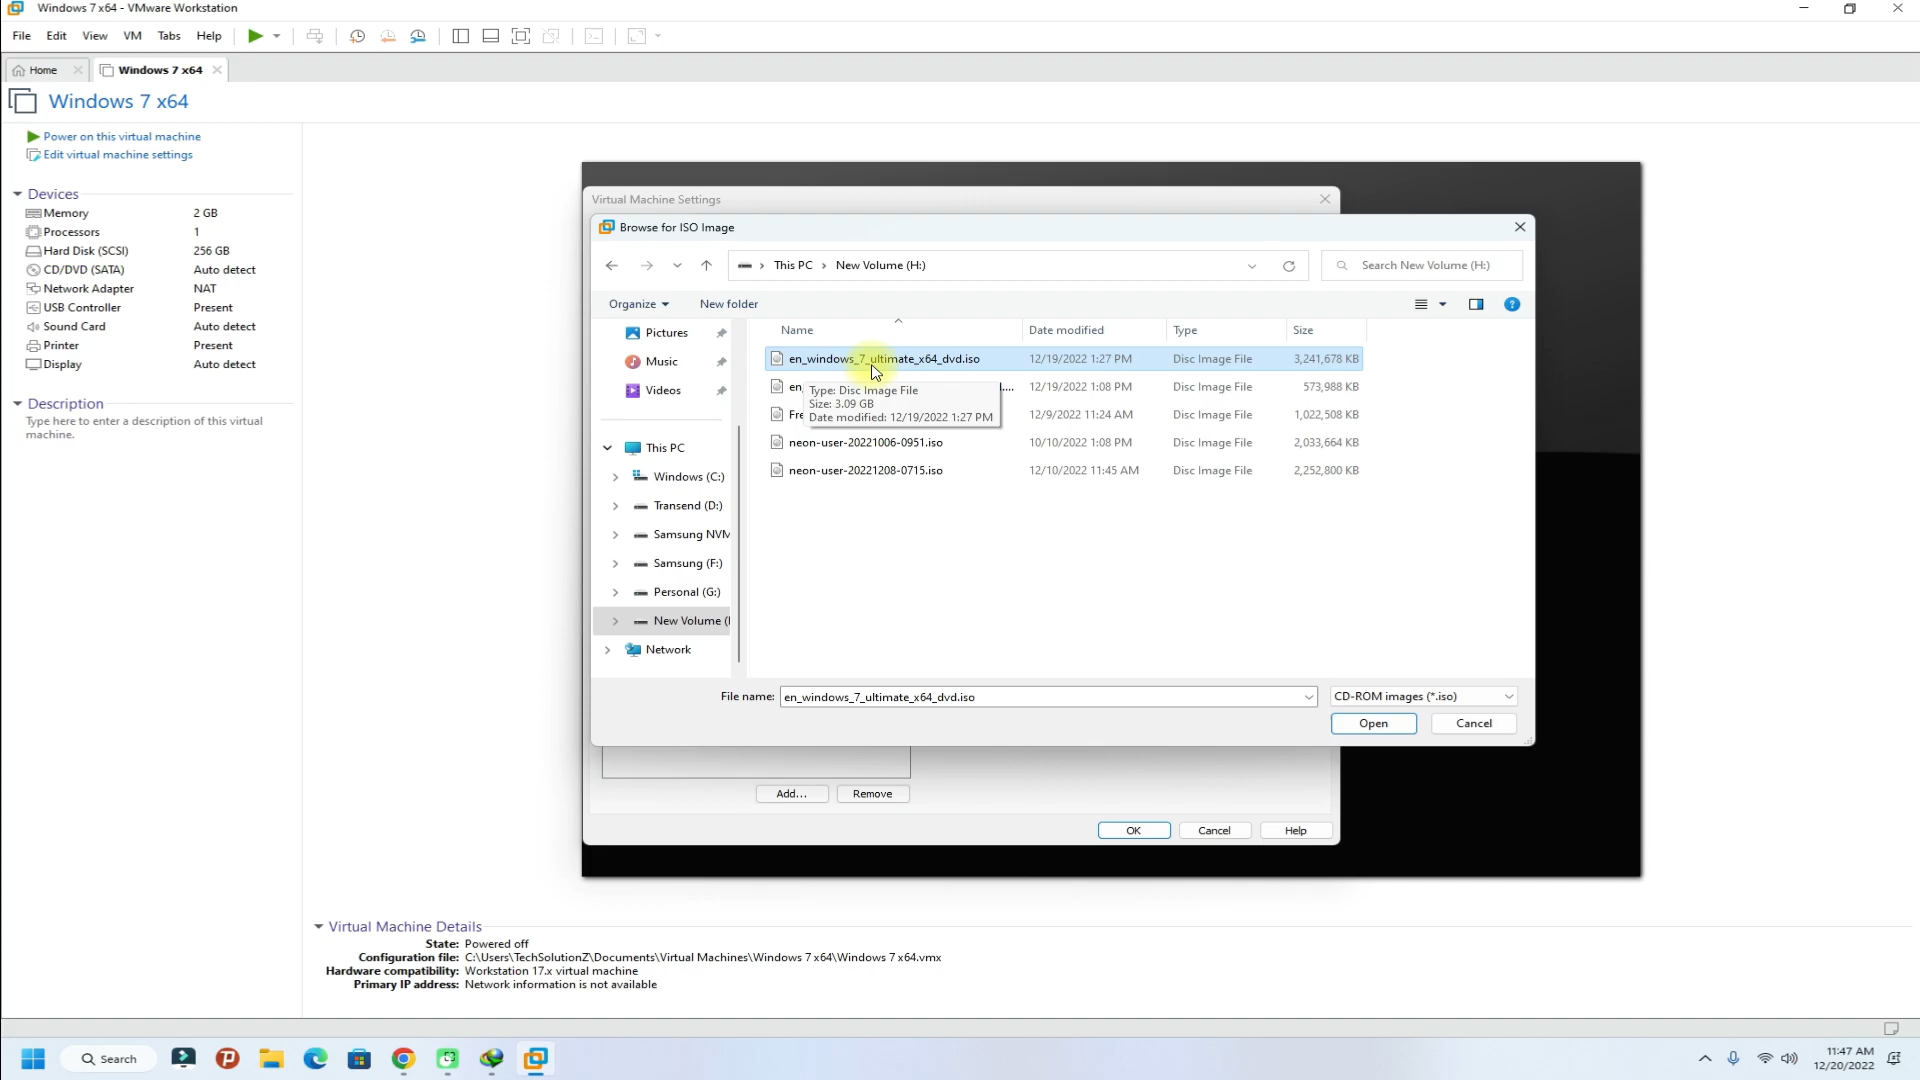 Windows 7 x64 - VMware Workstation
File Edit View VM Tabs Help
Home Windows 7 x64
Windows 7 x64
Power on this virtual machine
Edit virtual machine settings
Devices
Memory 2 GB
Processors 1
Hard Disk (SCSI) 256 GB
CD/DVD (SATA) Auto detect
Network Adapter NAT
USB Controller Present
Sound Card Auto detect
Printer Present
Display Auto detect
Description
Type here to enter a description of this virtual
machine.
Virtual Machine Settings
Browse for ISO Image
This PC New Volume (H:)
Search New Volume (H:)
Organize New folder
Pictures
Music
Videos
This PC
Windows (C:)
Transend (D:)
Samsung NVM
Samsung (F:)
Personal (G:)
New Volume (
Network
Name Date modified Type Size
en_windows_7_ultimate_x64_dvd.iso 12/19/2022 1:27 PM Disc Image File 3,241,678 KB
en_ ... 12/19/2022 1:08 PM Disc Image File 573,988 KB
Fre 12/9/2022 11:24 AM Disc Image File 1,022,508 KB
neon-user-20221006-0951.iso 10/10/2022 1:08 PM Disc Image File 2,033,664 KB
neon-user-20221208-0715.iso 12/10/2022 11:45 AM Disc Image File 2,252,800 KB
Type: Disc Image File
Size: 3.09 GB
Date modified: 12/19/2022 1:27 PM
File name: en_windows_7_ultimate_x64_dvd.iso CD-ROM images (*.iso)
Open Cancel
Add... Remove
OK Cancel Help
Virtual Machine Details
State: Powered off
Configuration file: C:\Users\TechSolutionZ\Documents\Virtual Machines\Windows 7 x64\Windows 7 x64.vmx
Hardware compatibility: Workstation 17.x virtual machine
Primary IP address: Network information is not available
Search
11:47 AM
12/20/2022